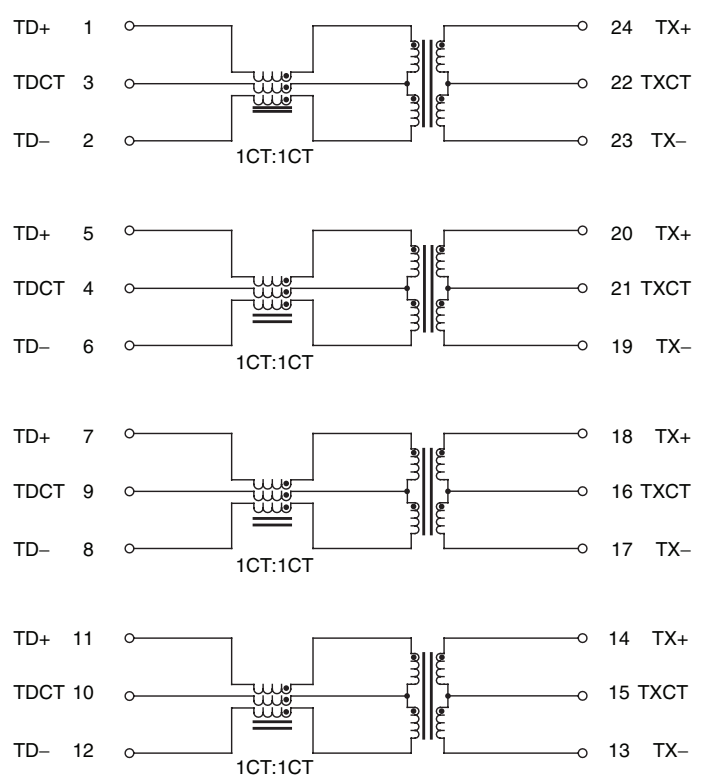 TD+ 1 24 TX+
TDCT 3 22 TXCT
TD− 2 23 TX−
1CT:1CT
TD+ 5 20 TX+
TDCT 4 21 TXCT
TD− 6 19 TX−
1CT:1CT
TD+ 7 18 TX+
TDCT 9 16 TXCT
TD− 8 17 TX−
1CT:1CT
TD+ 11 14 TX+
TDCT 10 15 TXCT
TD− 12 13 TX−
1CT:1CT